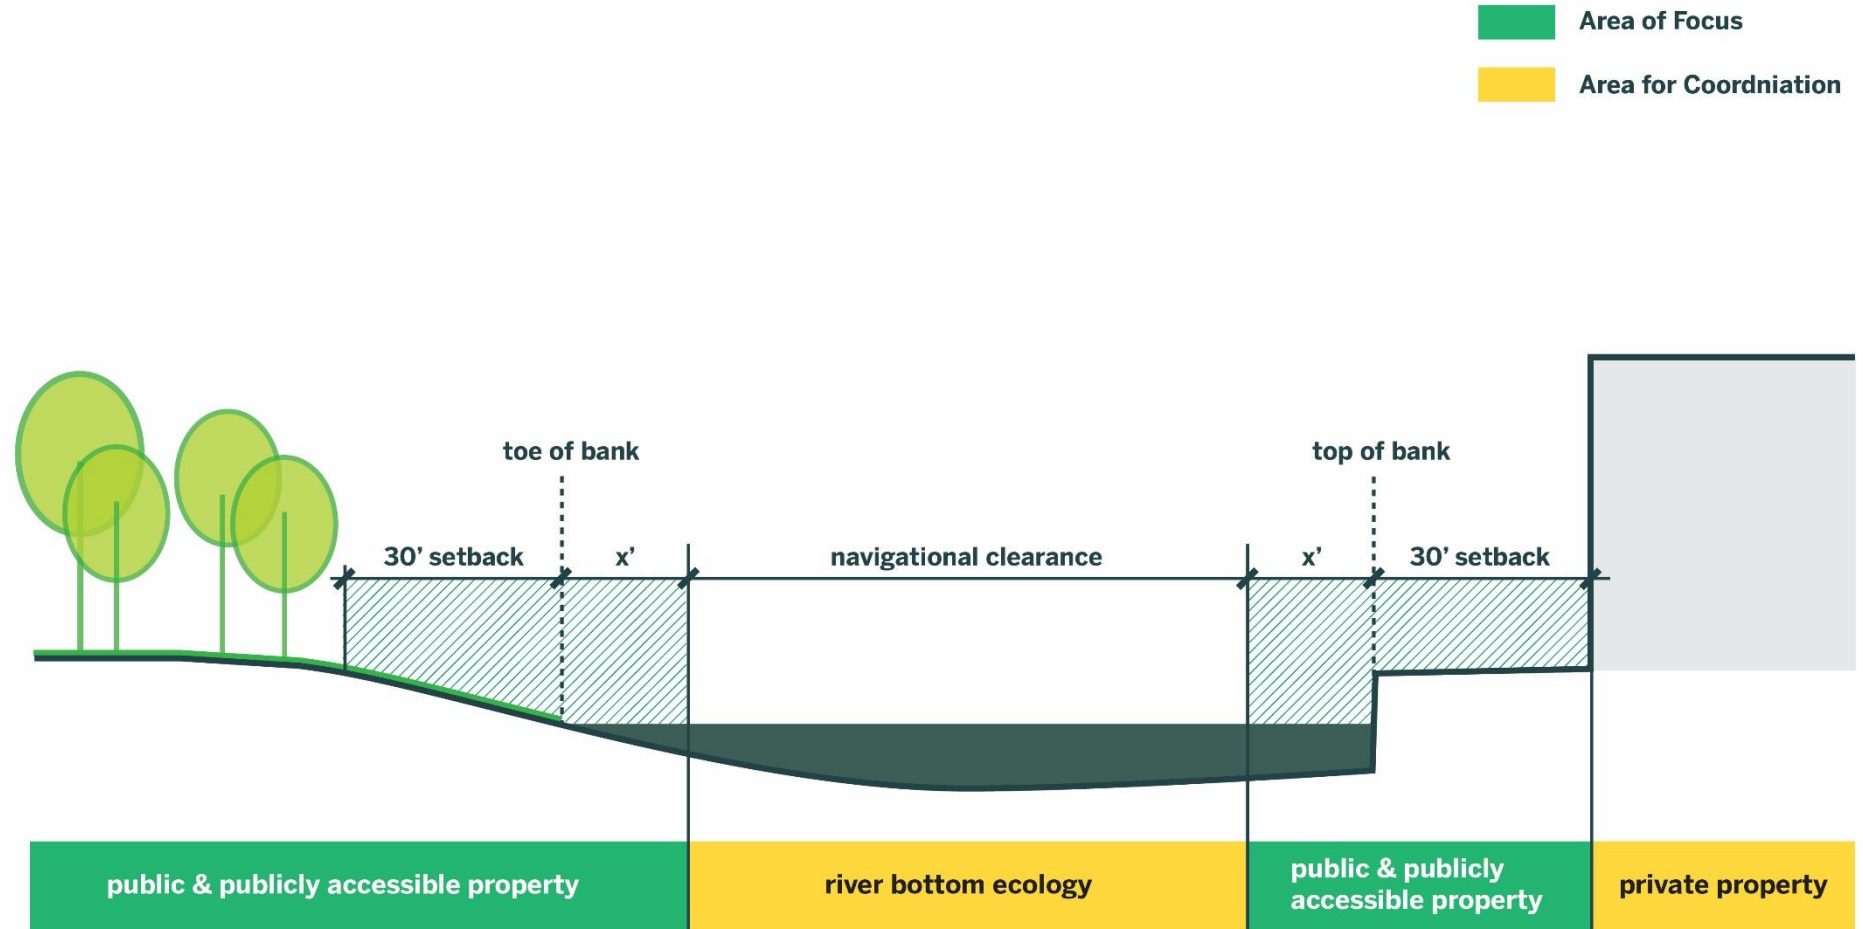 Area of Focus
Area for Coordniation
toe of bank
top of bank
30’ setback
x’
navigational clearance
x’
30’ setback
public & publicly accessible property
river bottom ecology
public & publicly
accessible property
private property